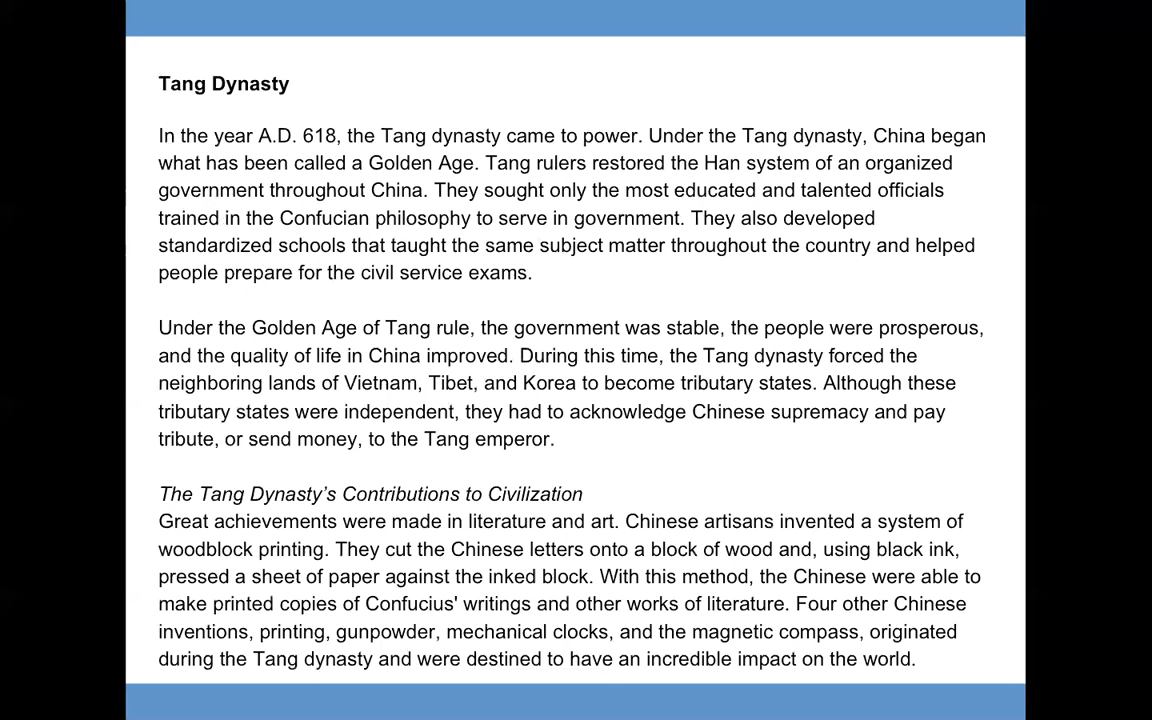 Tang Dynasty
In the year A.D. 618, the Tang dynasty came to power. Under the Tang dynasty, China began
what has been called a Golden Age. Tang rulers restored the Han system of an organized
government throughout China. They sought only the most educated and talented officials
trained in the Confucian philosophy to serve in government. They also developed
standardized schools that taught the same subject matter throughout the country and helped
people prepare for the civil service exams.
Under the Golden Age of Tang rule, the government was stable, the people were prosperous,
and the quality of life in China improved. During this time, the Tang dynasty forced the
neighboring lands of Vietnam, Tibet, and Korea to become tributary states. Although these
tributary states were independent, they had to acknowledge Chinese supremacy and pay
tribute, or send money, to the Tang emperor.
The Tang Dynasty’s Contributions to Civilization
Great achievements were made in literature and art. Chinese artisans invented a system of
woodblock printing. They cut the Chinese letters onto a block of wood and, using black ink,
pressed a sheet of paper against the inked block. With this method, the Chinese were able to
make printed copies of Confucius' writings and other works of literature. Four other Chinese
inventions, printing, gunpowder, mechanical clocks, and the magnetic compass, originated
during the Tang dynasty and were destined to have an incredible impact on the world.